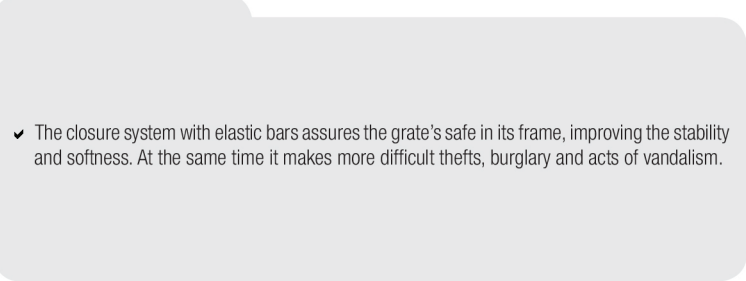 ✓ The closure system with elastic bars assures the grate's safe in its frame, improving the stability
and softness. At the same time it makes more difficult thefts, burglary and acts of vandalism.